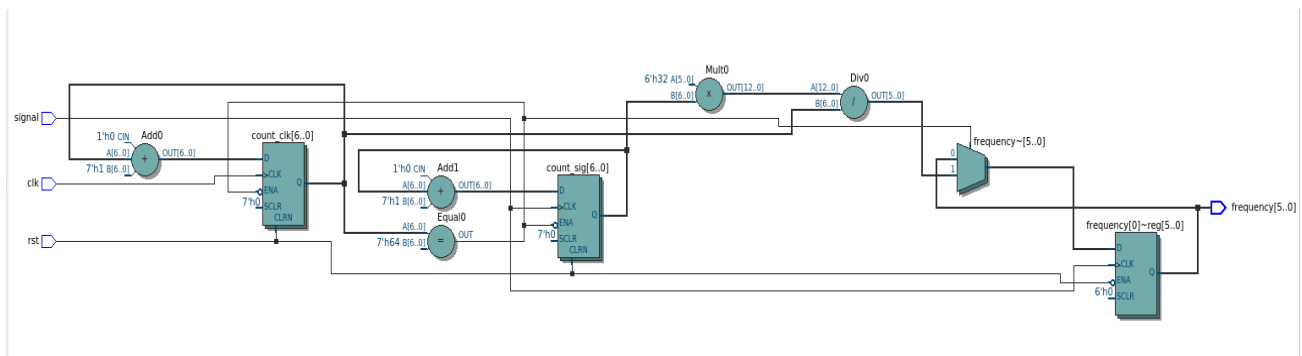 signal
clk
rst
Add0
1'h0 CIN
A[6..0]
7'h1 B[6..0]
OUT[6..0]
+
count_clk[6..0]
D
CLK
ENA
7'h0
SCLR
CLRN
Q
Add1
1'h0 CIN
A[6..0]
7'h1 B[6..0]
OUT[6..0]
+
Equal0
A[6..0]
7'h64 B[6..0]
OUT
=
count_sig[6..0]
D
CLK
ENA
7'h0
SCLR
CLRN
Q
Mult0
6'h32 A[5..0]
B[6..0]
OUT[12..0]
x
Div0
A[12..0]
B[6..0]
OUT[5..0]
/
frequency~[5..0]
0
1
frequency[0]~reg[5..0]
D
CLK
ENA
6'h0
SCLR
Q
frequency[5..0]